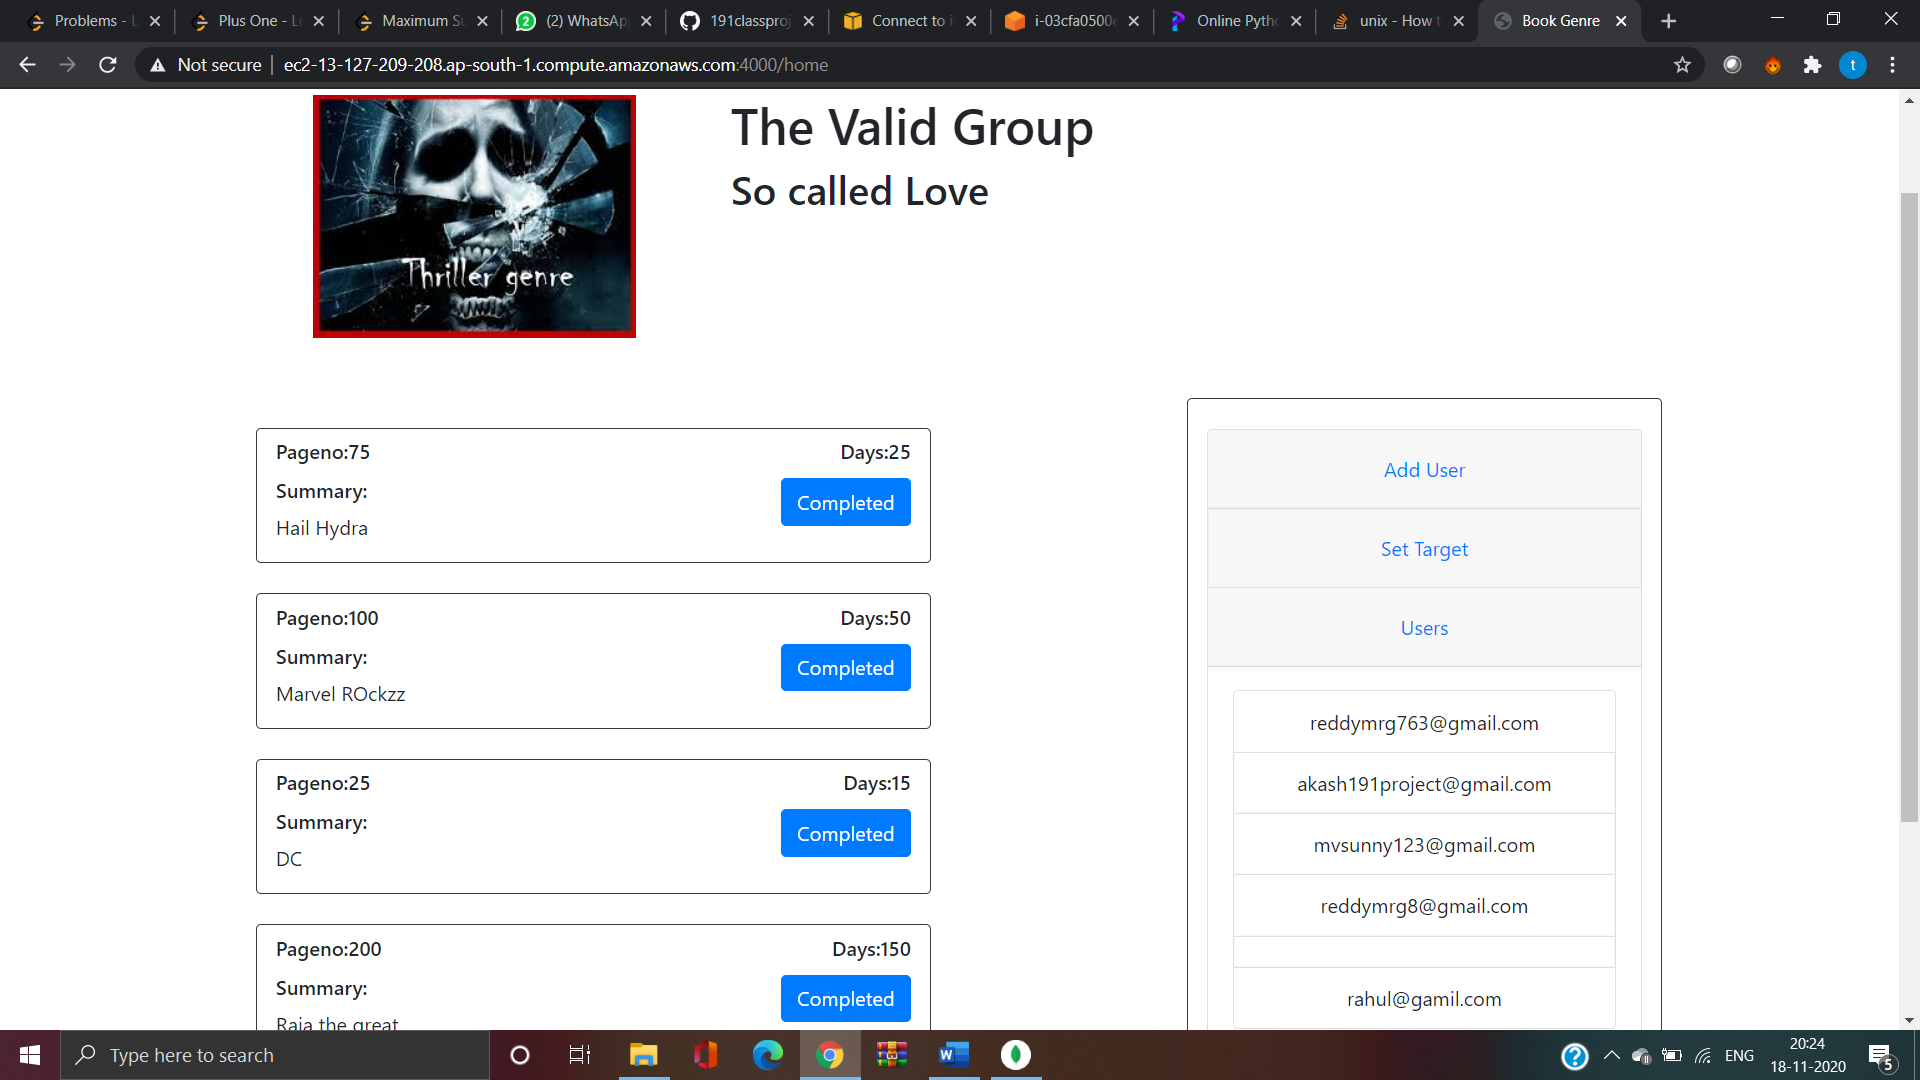 Problems - L
Plus One - Le
Maximum Su
(2) WhatsApp
191classproj
Connect to i
i-03cfa0500e
Online Pytho
unix - How t
Book Genre
Not secure
ec2-13-127-209-208.ap-south-1.compute.amazonaws.com:4000/home
t
Thriller genre
The Valid Group
So called Love
Pageno:75
Days:25
Summary:
Completed
Hail Hydra
Pageno:100
Days:50
Summary:
Completed
Marvel ROckzz
Pageno:25
Days:15
Summary:
Completed
DC
Pageno:200
Days:150
Summary:
Completed
Raja the great
Add User
Set Target
Users
reddymrg763@gmail.com
akash191project@gmail.com
mvsunny123@gmail.com
reddymrg8@gmail.com
rahul@gamil.com
Type here to search
ENG
20:24
18-11-2020
5